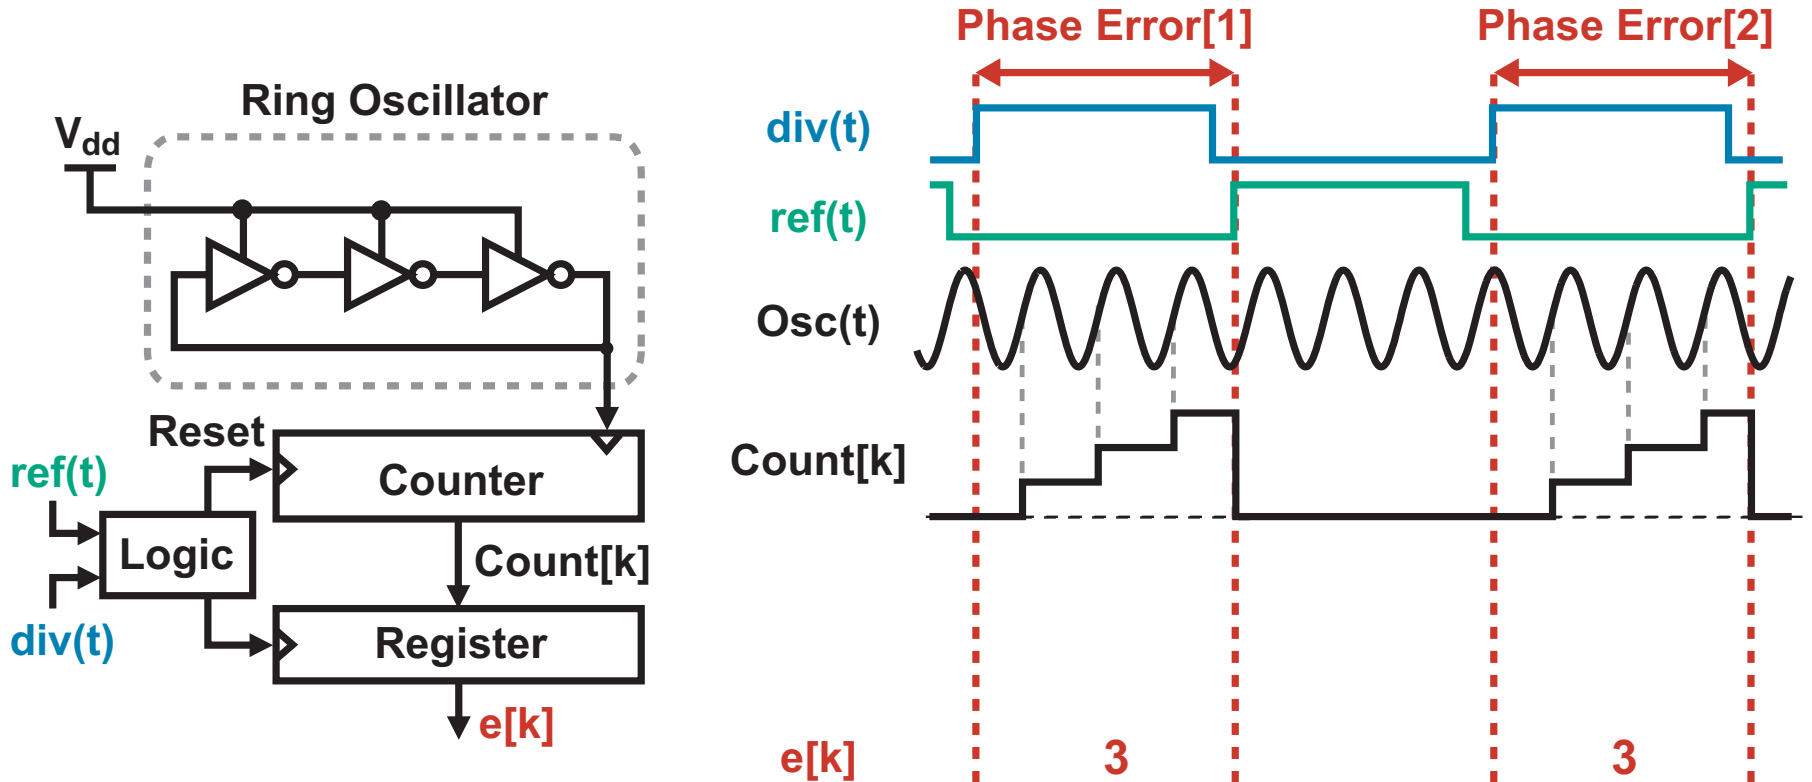 Ring Oscillator
Vdd
Reset
ref(t)
Counter
Logic
Count[k]
div(t)
Register
e[k]
Phase Error[1]
Phase Error[2]
div(t)
ref(t)
Osc(t)
Count[k]
e[k]
3
3